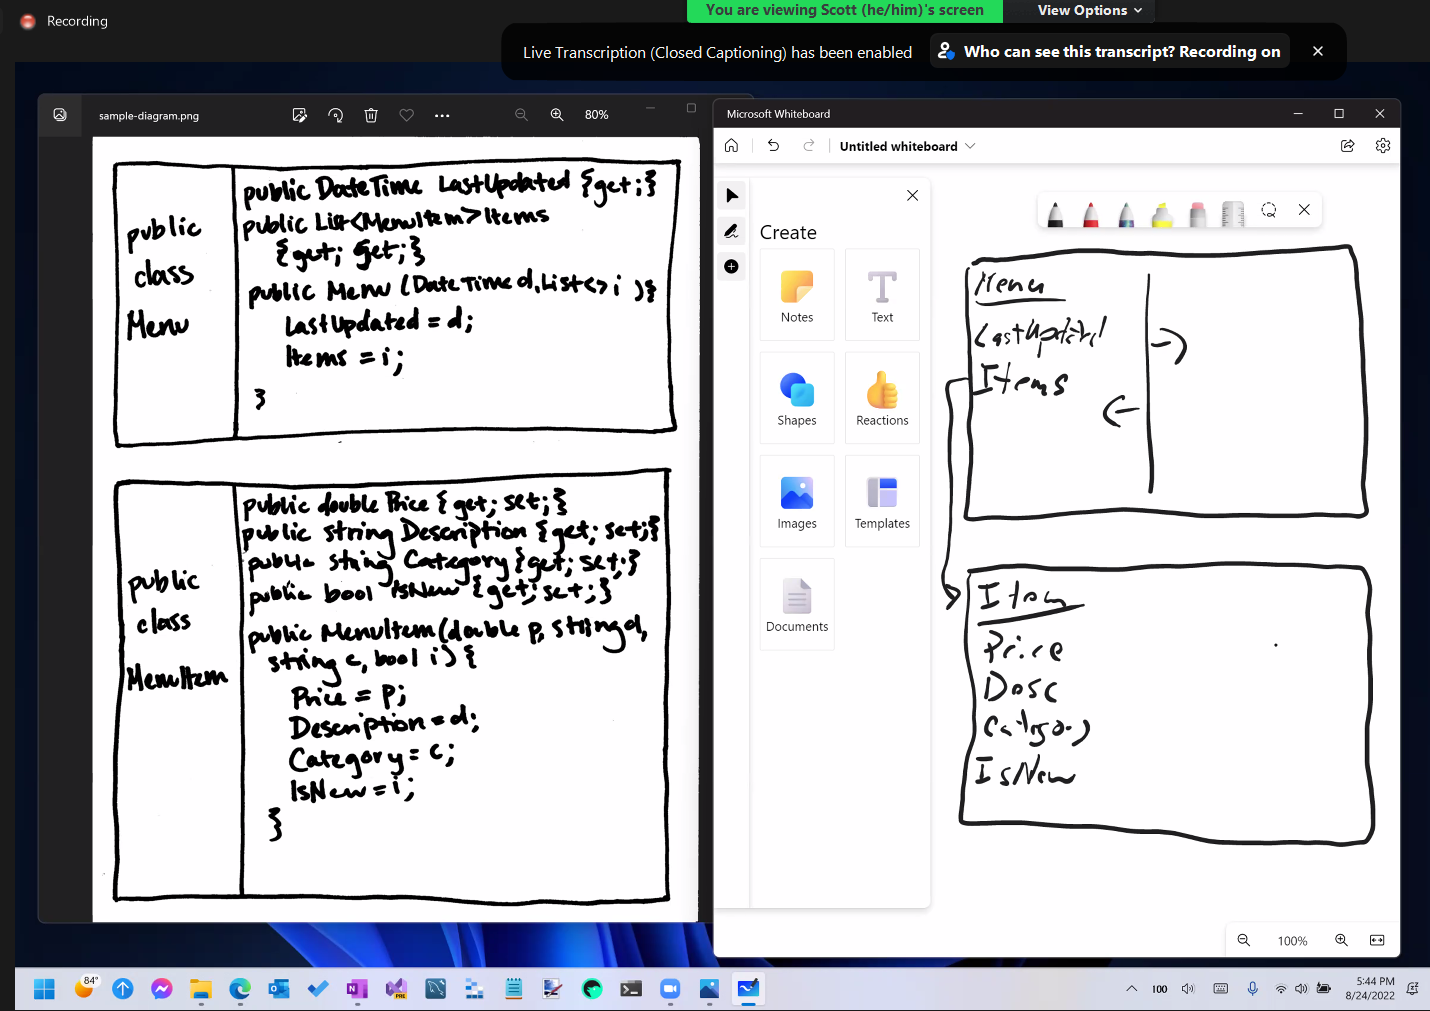 Recording
You are viewing Scott (he/him)'s screen
View Options
Live Transcription (Closed Captioning) has been enabled
Who can see this transcript? Recording on
sample-diagram.png
80%
public
class
Menu
public DateTime LastUpdated {get;}
public List<MenuItem> Items
{get; get;}
public Menu (DateTime d, List<> i ){
LastUpdated = d;
Items = i;
}
public
class
MenuItem
public double Price {get; set;}
public string Description {get; set;}
public string Category {get; set;}
public bool IsNew {get; set;}
public MenuItem(double p, string d,
string c, bool i) {
Price = p;
Description = d;
Category = c;
IsNew = i;
}
Microsoft Whiteboard
Untitled whiteboard
Create
Notes
Text
Shapes
Reactions
Images
Templates
Documents
Menu
LastUpdated
Items
Item
Price
Desc
Category
IsNew
100%
84°
PRE
100
5:44 PM
8/24/2022